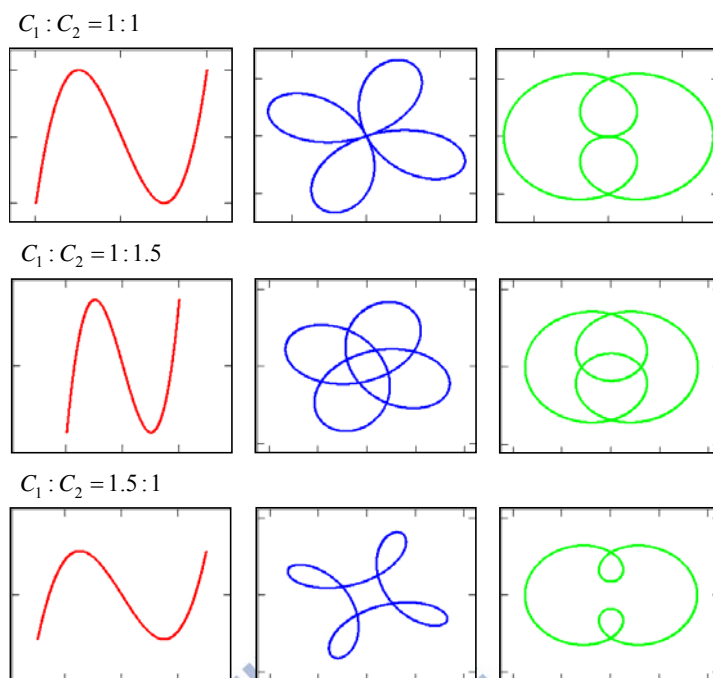 C₁ : C₂ = 1 : 1
C₁ : C₂ = 1 : 1.5
C₁ : C₂ = 1.5 : 1